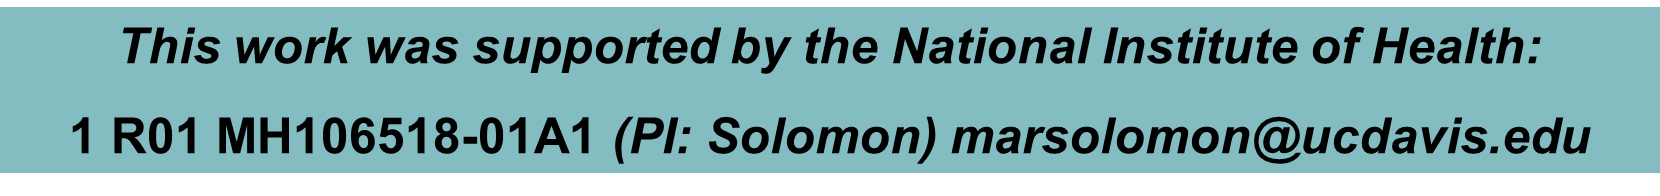 This work was supported by the National Institute of Health:
1 R01 MH106518-01A1 (PI: Solomon) marsolomon@ucdavis.edu